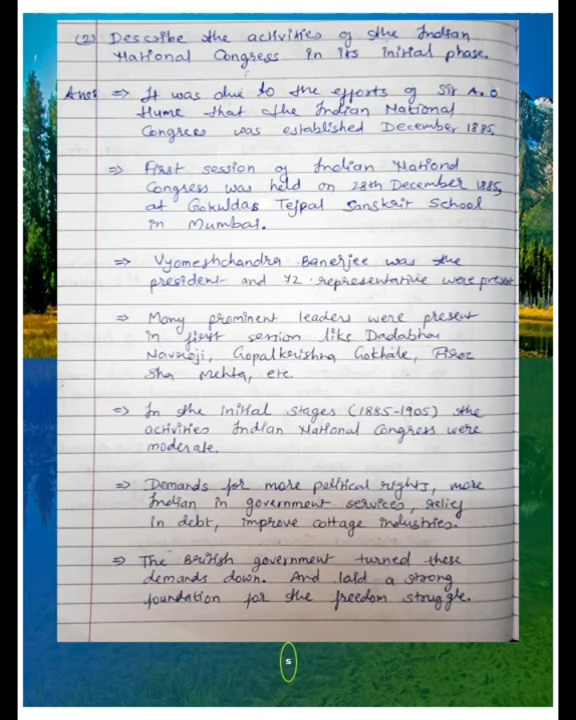 (2) Describe the activities of the Indian
National Congress in its initial phase.
Ans: ⇒ It was due to the efforts of Sir A.O
Hume that the Indian National
Congress was established December 1885.
⇒ First session of Indian National
Congress was held on 28th December 1885,
at Gokuldas Tejpal Sanskrit School
in Mumbai.
⇒ Vyomeshchandra Banerjee was the
president and 72 representative were present
⇒ Many prominent leaders were present
in first session like Dadabhai
Navroji, Gopalkrishna Gokhale, Firoz
Sha Mehta, etc.
⇒ In the initial stages (1885-1905) the
activities Indian National Congress were
moderate.
⇒ Demands for more political rights, more
Indian in government services, relief
in debt, improve cottage industries.
⇒ The British government turned these
demands down. And laid a strong
foundation for the freedom struggle.
5